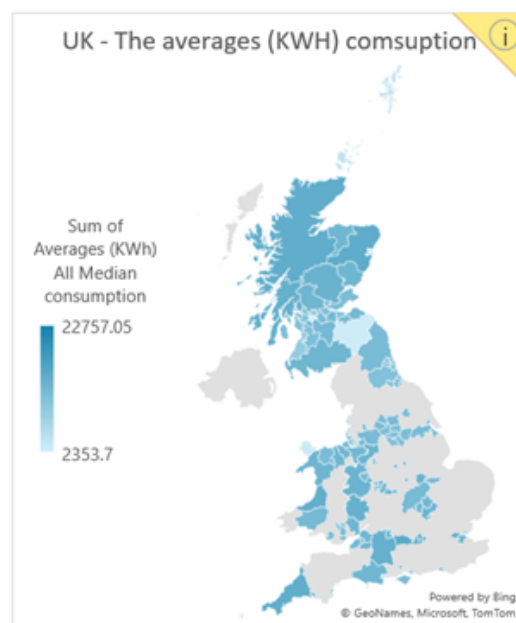 UK - The averages (KWH) comsuption
i
Sum of
Averages (KWh)
All Median
consumption
22757.05
2353.7
Powered by Bing
© GeoNames, Microsoft, TomTom